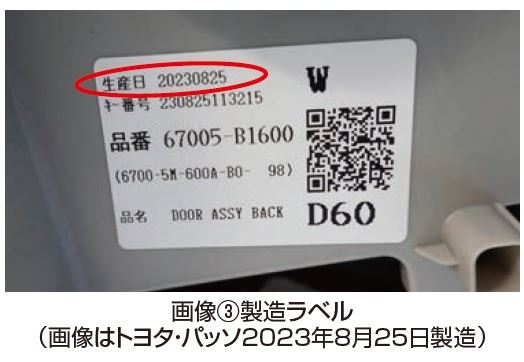 生産日 20230825
キー番号 230825113215
W
品番 67005-B1600
(6700-5M-600A-B0- 98)
品名 DOOR ASSY BACK
D60
画像③製造ラベル
(画像はトヨタ・パッソ2023年8月25日製造)